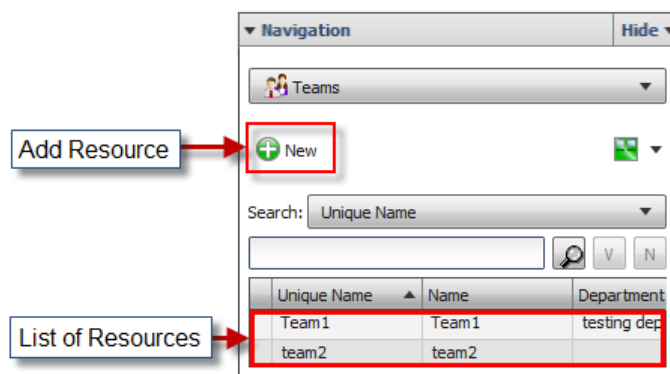 Navigation Hide
Teams
Add Resource New
Search: Unique Name
V N
Unique Name Name Department
Team1 Team1 testing dep
List of Resources
team2 team2